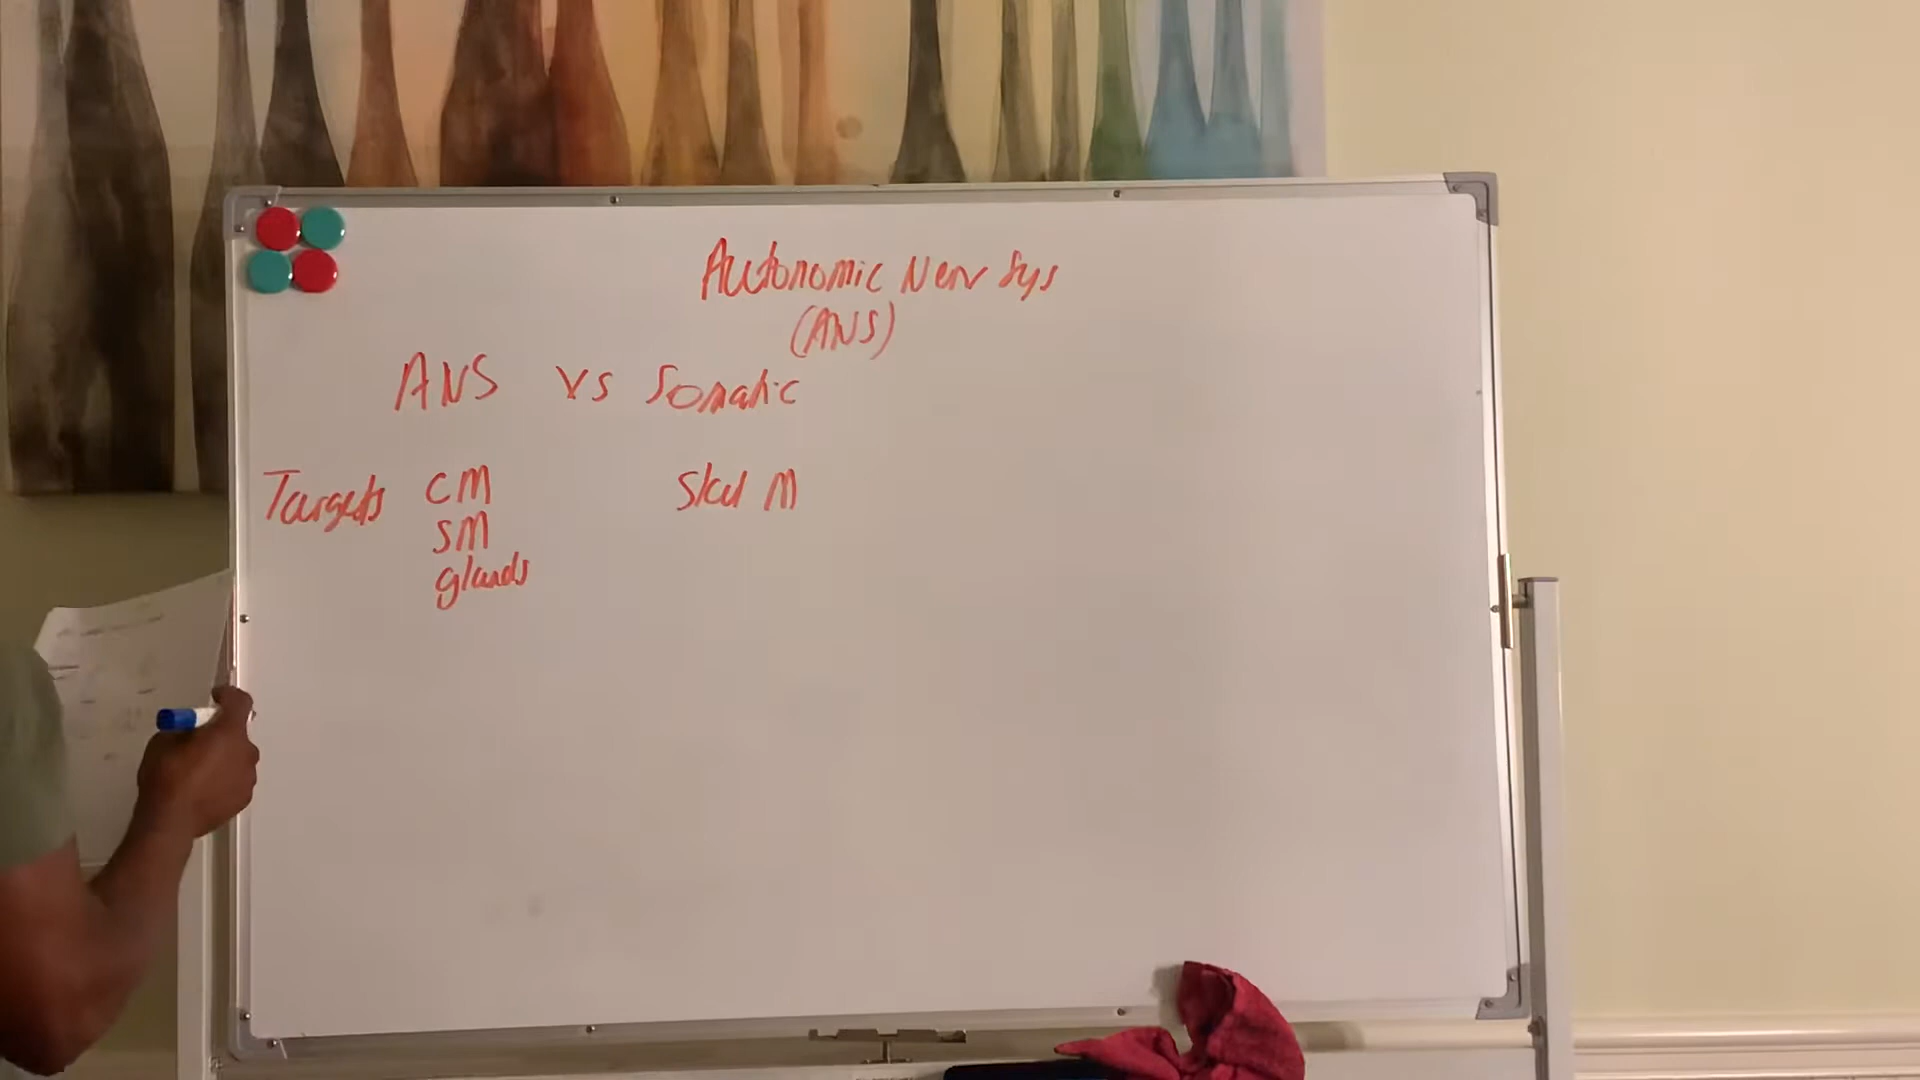 Autonomic Nerv Sys
(ANS)
ANS vs Somatic
Targets CM Skel M
SM
glands